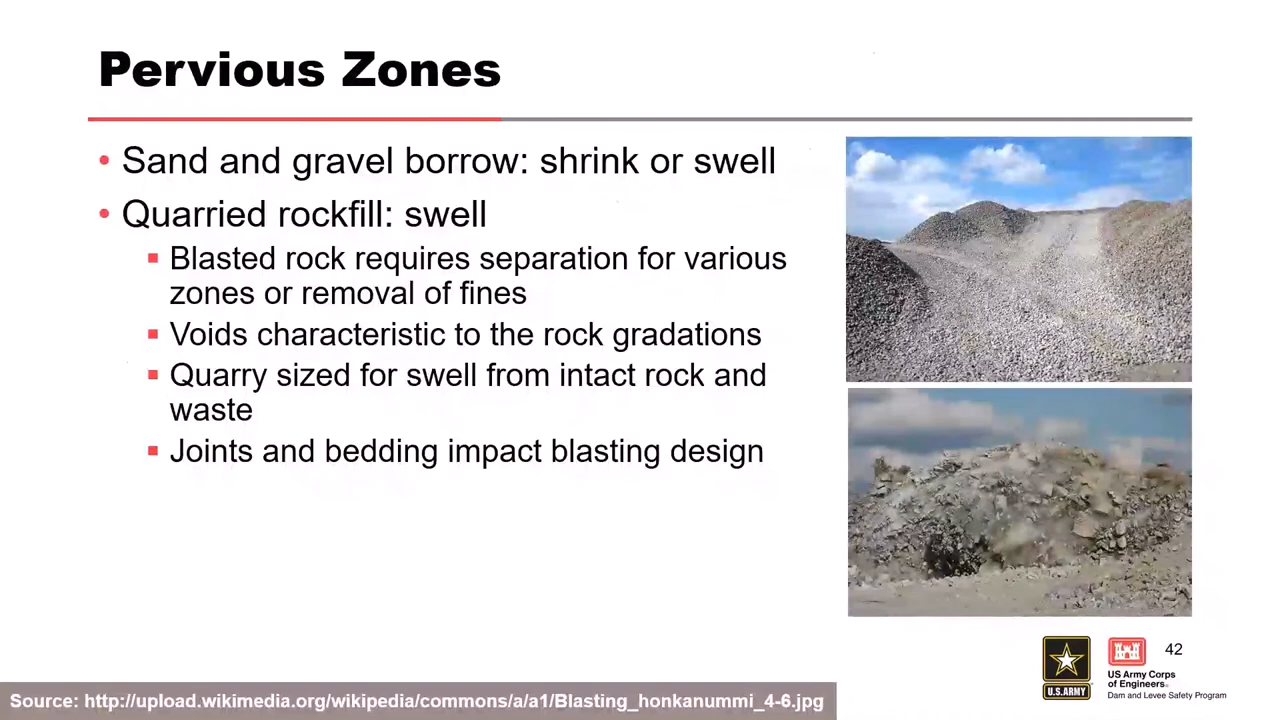 Pervious Zones
• Sand and gravel borrow: shrink or swell
• Quarried rockfill: swell
▪ Blasted rock requires separation for various
zones or removal of fines
▪ Voids characteristic to the rock gradations
▪ Quarry sized for swell from intact rock and
waste
▪ Joints and bedding impact blasting design
42
U.S.ARMY
US Army Corps
of Engineers®
Dam and Levee Safety Program
Source: http://upload.wikimedia.org/wikipedia/commons/a/a1/Blasting_honkanummi_4-6.jpg